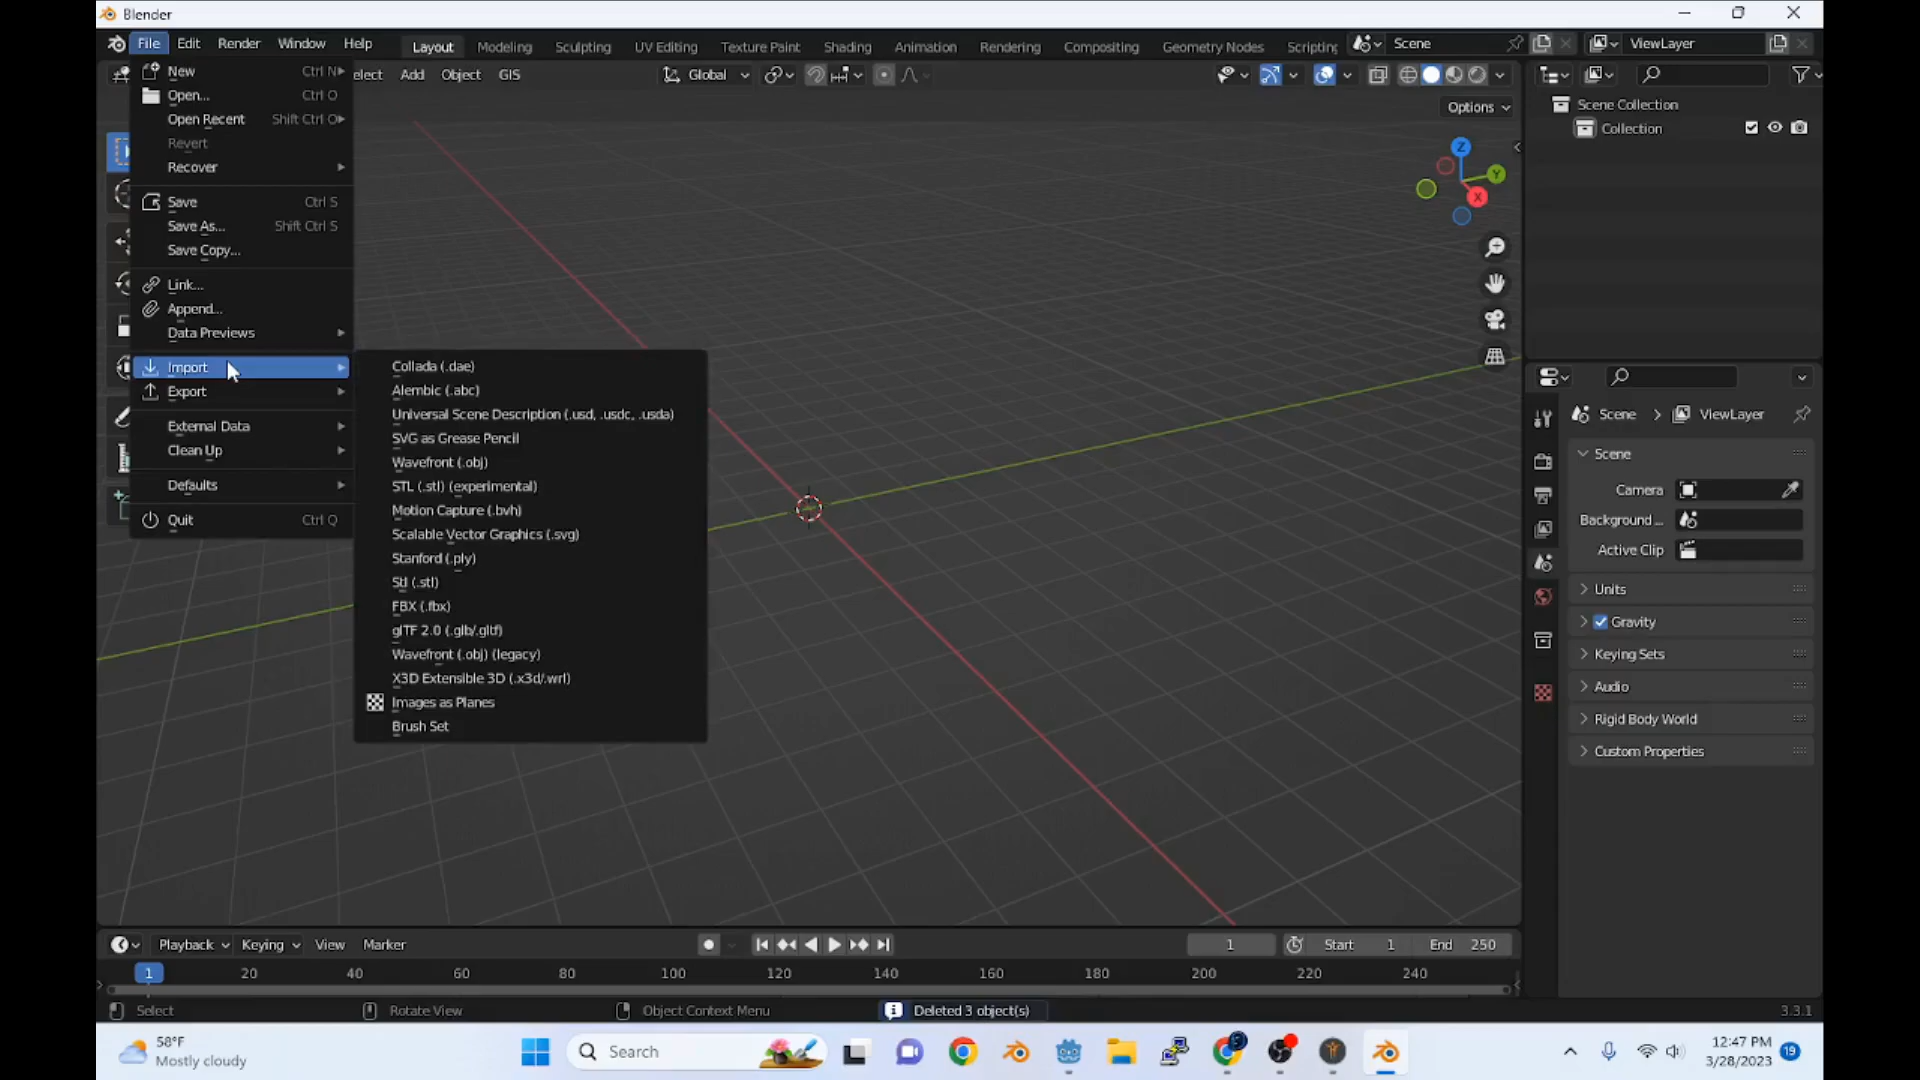 Blender
File Edit Render Window Help Layout Modeling Sculpting UV Editing Texture Paint Shading Animation Rendering Compositing Geometry Nodes Scripting Scene ViewLayer
elect Add Object GIS Global
Options
New Ctrl N
Open... Ctrl O
Open Recent Shift Ctrl O
Revert
Recover
Save Ctrl S
Save As... Shift Ctrl S
Save Copy...
Link...
Append...
Data Previews
Import
Export
External Data
Clean Up
Defaults
Quit Ctrl Q
Collada (.dae)
Alembic (.abc)
Universal Scene Description (.usd, .usdc, .usda)
SVG as Grease Pencil
Wavefront (.obj)
STL (.stl) (experimental)
Motion Capture (.bvh)
Scalable Vector Graphics (.svg)
Stanford (.ply)
Stl (.stl)
FBX (.fbx)
glTF 2.0 (.glb/.gltf)
Wavefront (.obj) (legacy)
X3D Extensible 3D (.x3d/.wrl)
Images as Planes
Brush Set
Z
Y
X
Scene Collection
Collection
Scene > ViewLayer
Scene
Camera
Background ...
Active Clip
Units
Gravity
Keying Sets
Audio
Rigid Body World
Custom Properties
Playback Keying View Marker 1 Start 1 End 250
1 20 40 60 80 100 120 140 160 180 200 220 240
Select Rotate View Object Context Menu Deleted 3 object(s) 3.3.1
58°F
Mostly cloudy
Search
12:47 PM
3/28/2023
19